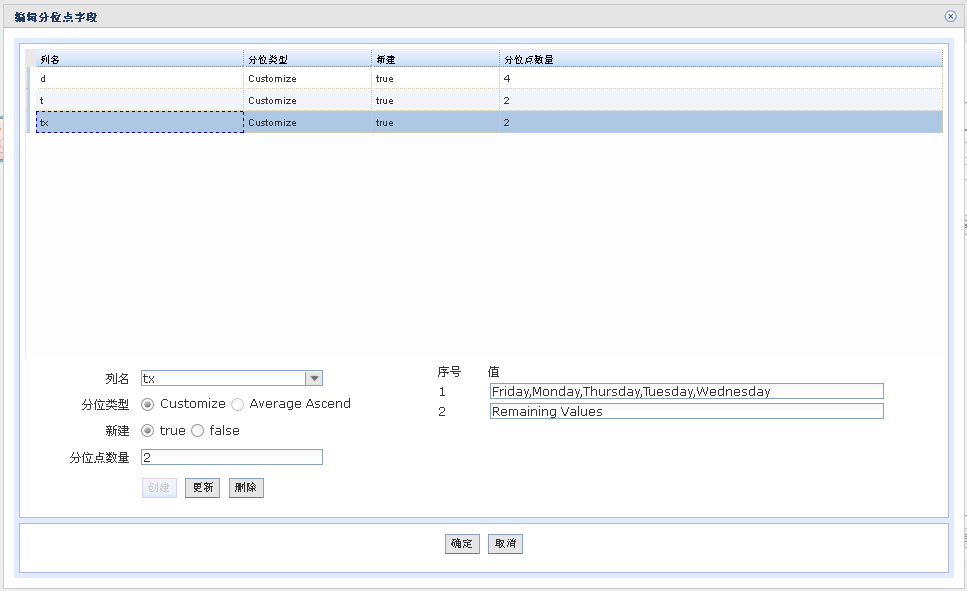 编辑分位点字段
列名 分位类型 新建 分位点数量
d Customize true 4
t Customize true 2
tx Customize true 2
列名 tx
分位类型 Customize Average Ascend
新建 true false
分位点数量 2
创建 更新 删除
序号 值
1 Friday,Monday,Thursday,Tuesday,Wednesday
2 Remaining Values
确定 取消